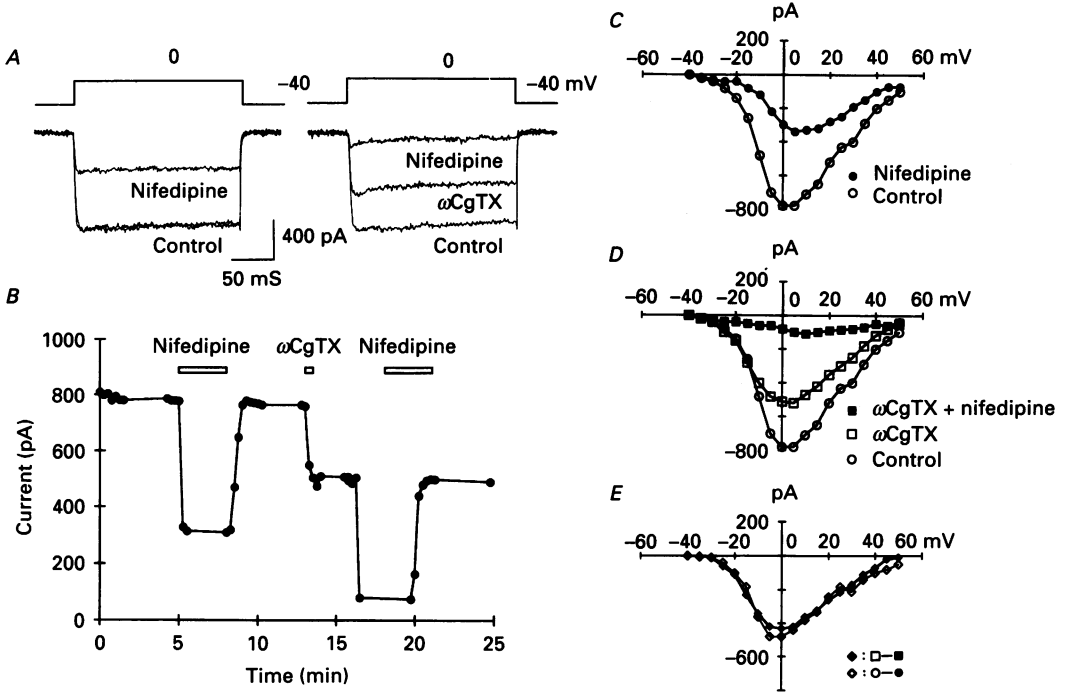 A
0
−40
0
−40 mV
Nifedipine
Control
Nifedipine
ωCgTX
Control
400 pA
50 mS
B
1000
800
600
400
200
0
Current (pA)
Nifedipine ωCgTX Nifedipine
0 5 10 15 20 25
Time (min)
C
pA
200
−60 −40 −20 0 20 40 60 mV
−800
Nifedipine
Control
D
pA
200
−60 −40 −20 0 20 40 60 mV
−800
ωCgTX + nifedipine
ωCgTX
Control
E
pA
200
−60 −40 −20 0 20 40 60 mV
−600
◆ : □–■
◇ : ○–●